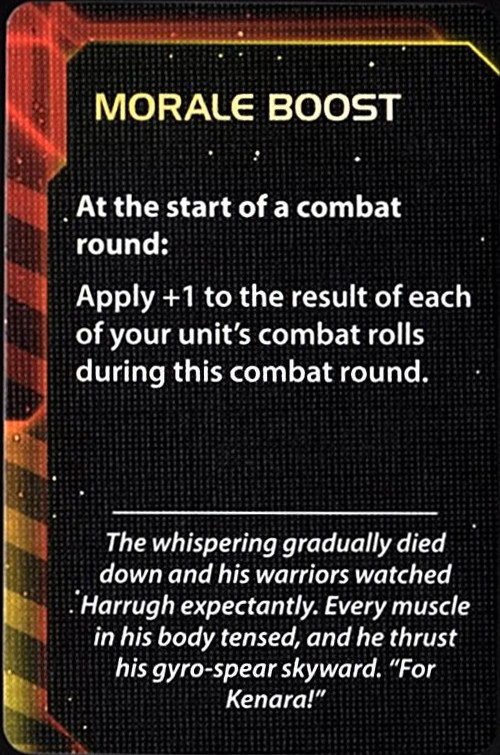 MORALE BOOST
At the start of a combat
round:
Apply +1 to the result of each
of your unit's combat rolls
during this combat round.
The whispering gradually died
down and his warriors watched
Harrugh expectantly. Every muscle
in his body tensed, and he thrust
his gyro-spear skyward. “For
Kenara!”